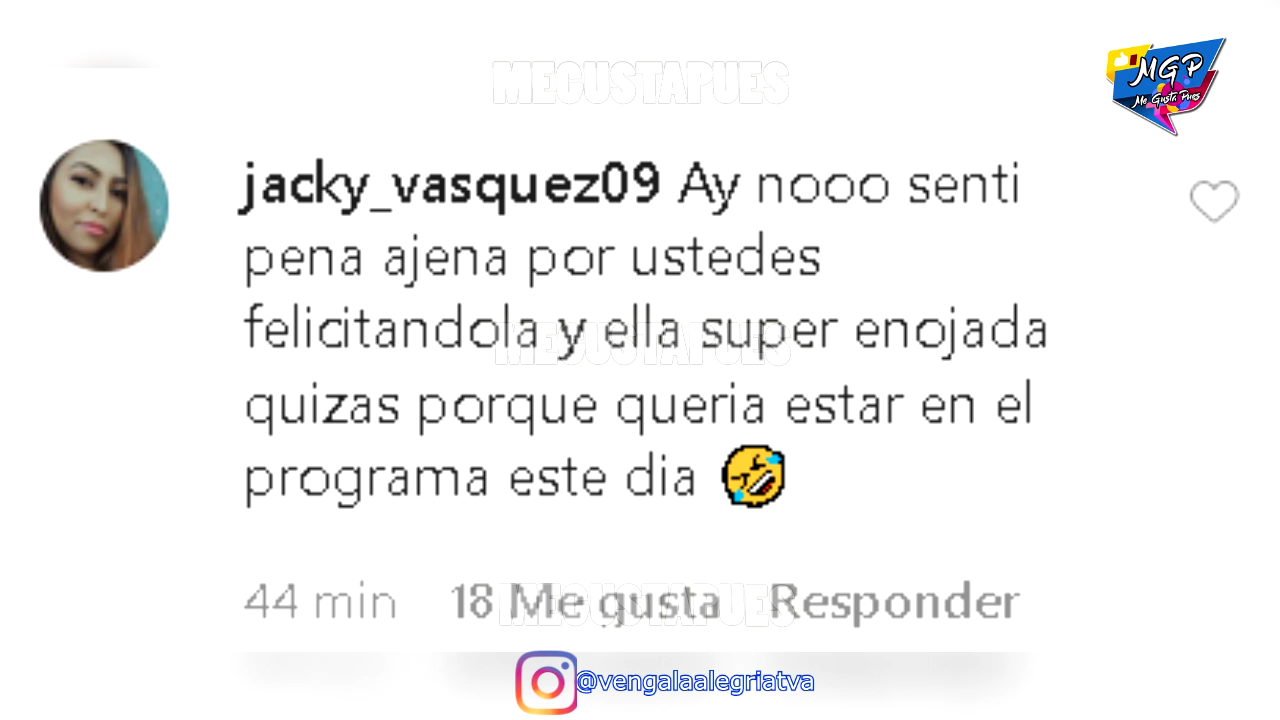 MEGUSTAPUES
MGP
Me Gusta Pues
jacky_vasquez09 Ay nooo senti
pena ajena por ustedes
felicitandola y ella super enojada
MEGUSTAPUES
quizas porque queria estar en el
programa este dia 🤣
44 min 18 Me gusta Responder
MEGUSTAPUES
@vengalaalegriatva